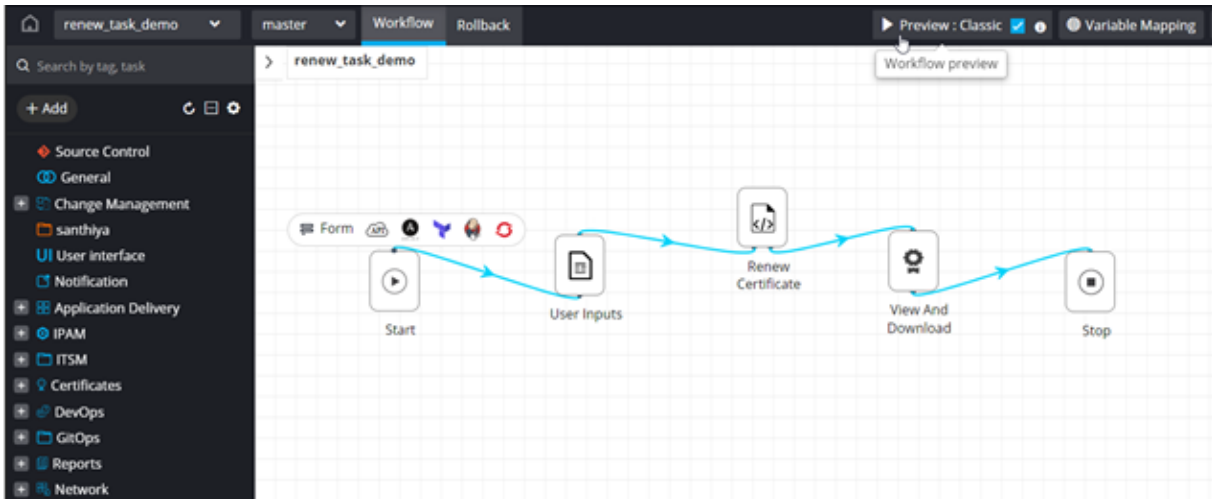 renew_task_demo
master
Workflow
Rollback
Preview : Classic
Variable Mapping
Workflow preview
Search by tag, task
+ Add
Source Control
General
Change Management
santhiya
UI User interface
Notification
Application Delivery
IPAM
ITSM
Certificates
DevOps
GitOps
Reports
Network
renew_task_demo
Form
API
Start
User Inputs
Renew
Certificate
View And
Download
Stop